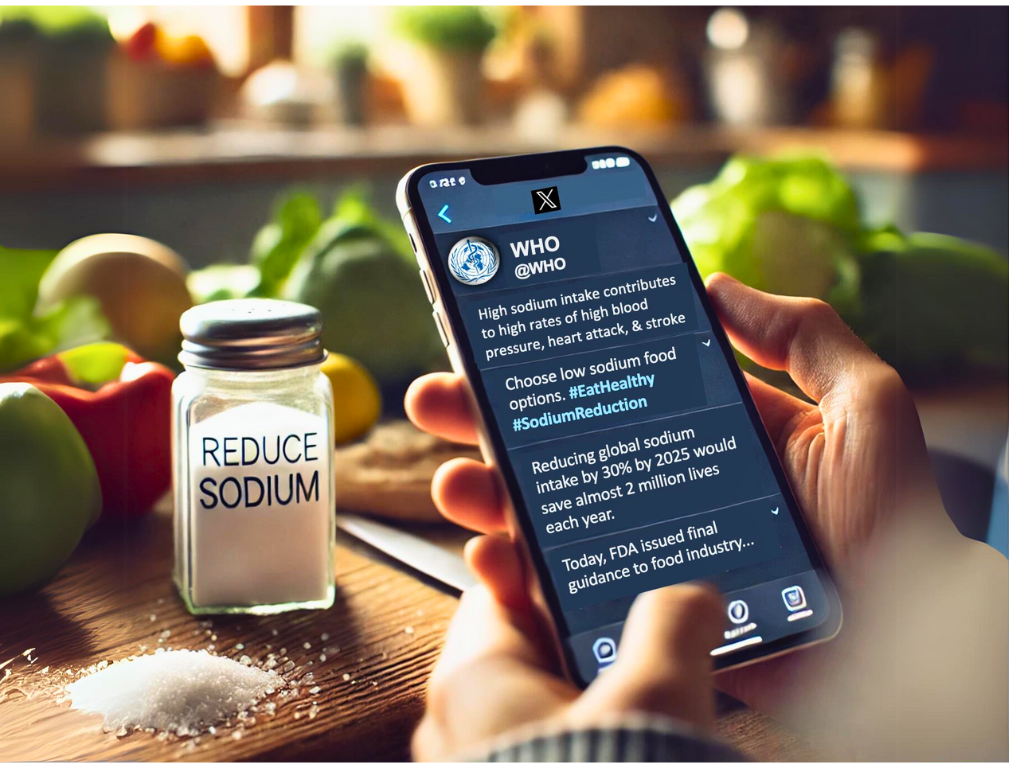 REDUCE
SODIUM
X
WHO
@WHO
High sodium intake contributes
to high rates of high blood
pressure, heart attack, & stroke
Choose low sodium food
options. #EatHealthy
#SodiumReduction
Reducing global sodium
intake by 30% by 2025 would
save almost 2 million lives
each year.
Today, FDA issued final
guidance to food industry...